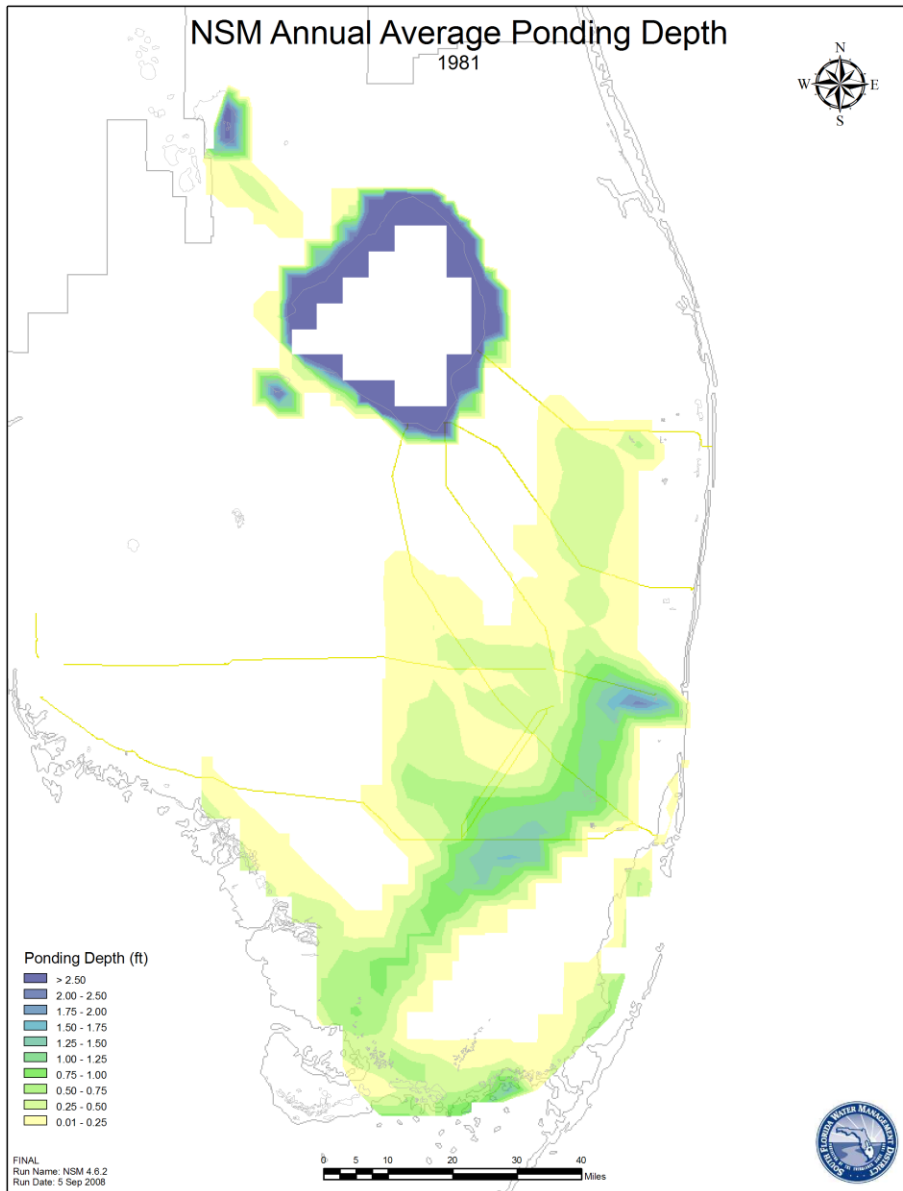 NSM Annual Average Ponding Depth
1981
N
W
E
S
Ponding Depth (ft)
> 2.50
2.00 - 2.50
1.75 - 2.00
1.50 - 1.75
1.25 - 1.50
1.00 - 1.25
0.75 - 1.00
0.50 - 0.75
0.25 - 0.50
0.01 - 0.25
FINAL
Run Name: NSM 4.6.2
Run Date: 5 Sep 2008
0 5 10 20 30 40
Miles
SOUTH FLORIDA WATER MANAGEMENT DISTRICT